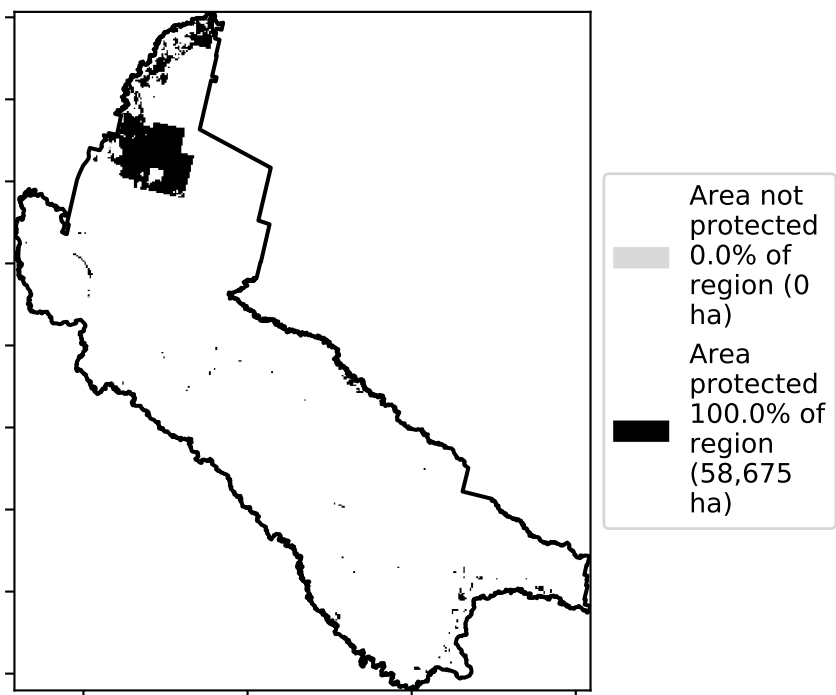 Area not
protected
0.0% of
region (0
ha)
Area
protected
100.0% of
region
(58,675
ha)